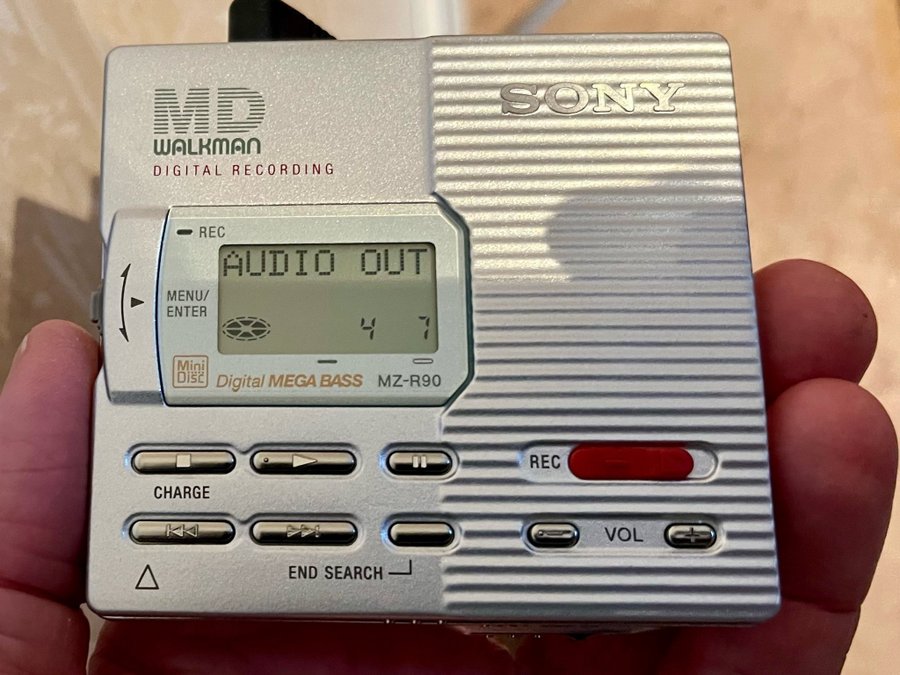 MD
WALKMAN
DIGITAL RECORDING
SONY
REC
AUDIO OUT
MENU/
ENTER
4 7
Mini
Disc
Digital MEGA BASS MZ-R90
REC
CHARGE
VOL
END SEARCH